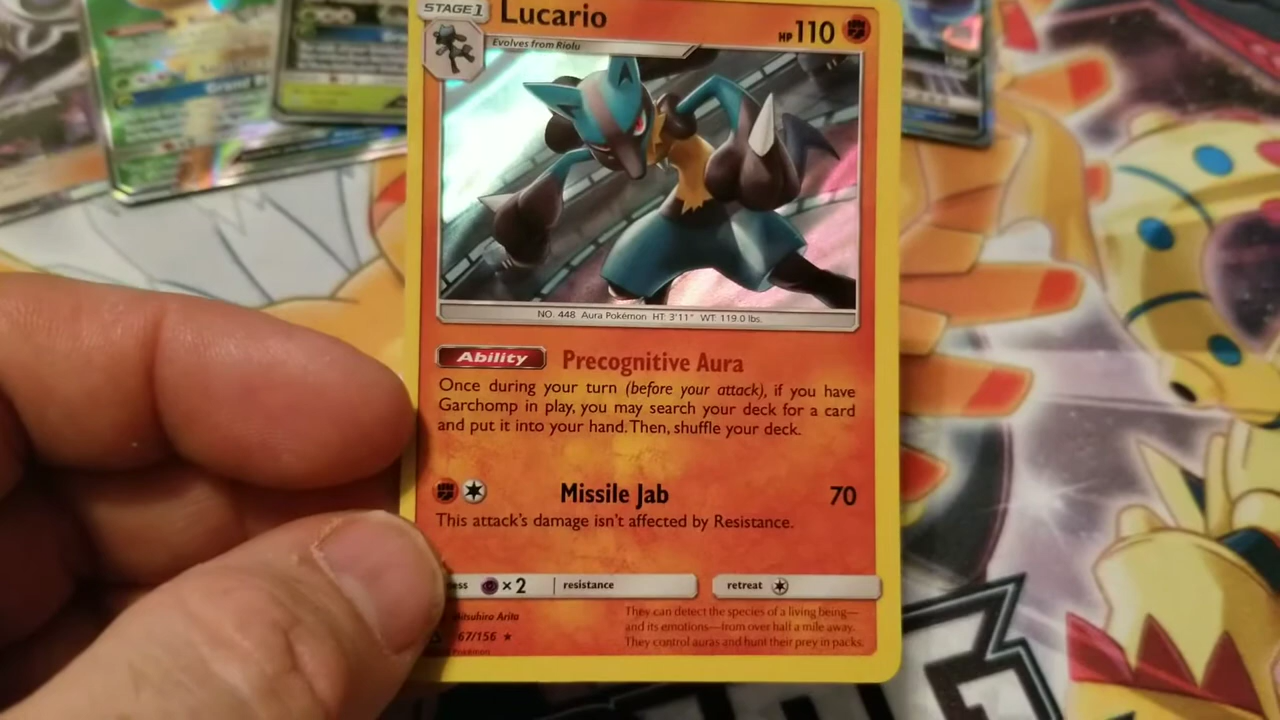 STAGE 1
Lucario
HP 110
Evolves from Riolu
NO. 448 Aura Pokémon HT: 3'11" WT: 119.0 lbs.
Ability Precognitive Aura
Once during your turn (before your attack), if you have
Garchomp in play, you may search your deck for a card
and put it into your hand. Then, shuffle your deck.
Missile Jab 70
This attack's damage isn't affected by Resistance.
ess × 2 resistance retreat
itsuhiro Arita
67/156
Pokémon
They can detect the species of a living being—
and its emotions—from over half a mile away.
They control auras and hunt their prey in packs.